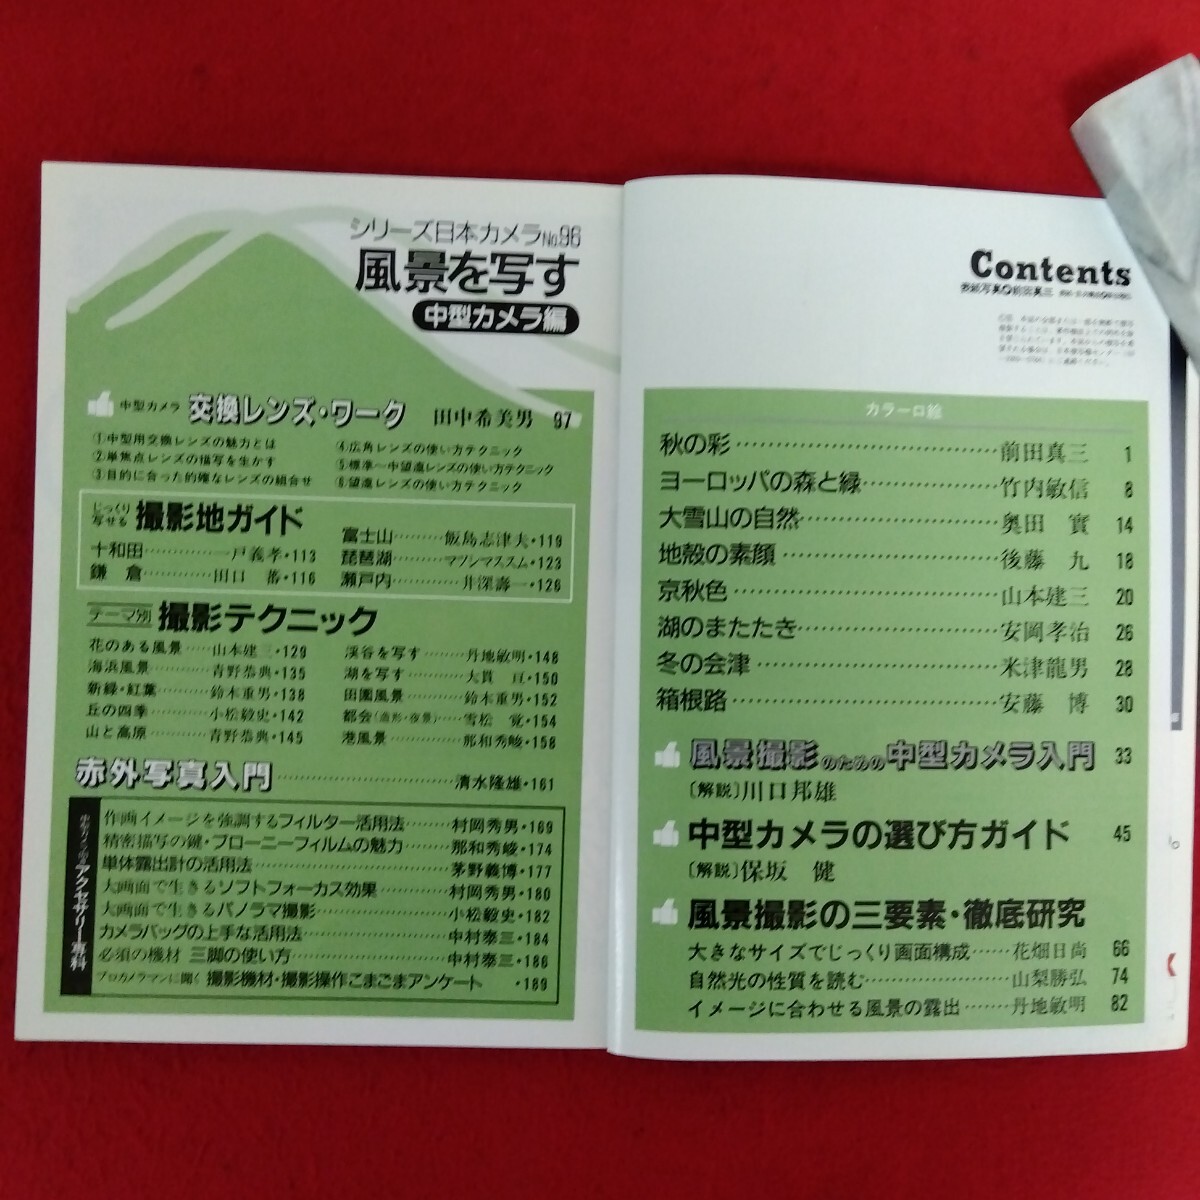 シリーズ日本カメラNo.96
風景を写す
中型カメラ編
中型カメラ 交換レンズ・ワーク 田中希美男 97
①中型用交換レンズの魅力とは
②単焦点レンズの描写を生かす
③目的に合った的確なレンズの組合せ
④広角レンズの使い方テクニック
⑤標準〜中望遠レンズの使い方テクニック
⑥望遠レンズの使い方テクニック
じっくり写せる 撮影地ガイド
十和田…………一戸義孝・113
鎌倉…………田口 蕃・116
富士山……飯島志津夫・119
琵琶湖……マツシマススム・123
瀬戸内……井深壽一・126
テーマ別 撮影テクニック
花のある風景……山本建三・129
海浜風景……青野恭典・135
新緑・紅葉……鈴木重男・138
丘の四季……小松毅史・142
山と高原……青野恭典・145
渓谷を写す……丹地敏明・148
湖を写す……大貫 亘・150
田園風景……鈴木重男・152
都会(造形・夜景)……雪松 覚・154
港風景……那和秀峻・158
赤外写真入門……清水隆雄・161
アクセサリー専科
作画イメージを強調するフィルター活用法……村岡秀男・169
精密描写の鍵・ブローニーフィルムの魅力……那和秀峻・174
単体露出計の活用法……茅野義博・177
大画面で生きるソフトフォーカス効果……村岡秀男・180
大画面で生きるパノラマ撮影……小松毅史・182
カメラバッグの上手な活用法……中村泰三・184
必須の機材 三脚の使い方……中村泰三・186
プロカメラマンに聞く 撮影機材・撮影操作こまごまアンケート ・189
Contents
表紙写真●前田真三
カラー口絵
秋の彩……前田真三 1
ヨーロッパの森と緑……竹内敏信 8
大雪山の自然……奥田 實 14
地殻の素顔……後藤 九 18
京秋色……山本建三 20
湖のまたたき……安岡孝治 26
冬の会津……米津龍男 28
箱根路……安藤 博 30
風景撮影のための中型カメラ入門 33
〔解説〕川口邦雄
中型カメラの選び方ガイド 45
〔解説〕保坂 健
風景撮影の三要素・徹底研究
大きなサイズでじっくり画面構成……花畑日尚 66
自然光の性質を読む……山梨勝弘 74
イメージに合わせる風景の露出……丹地敏明 82